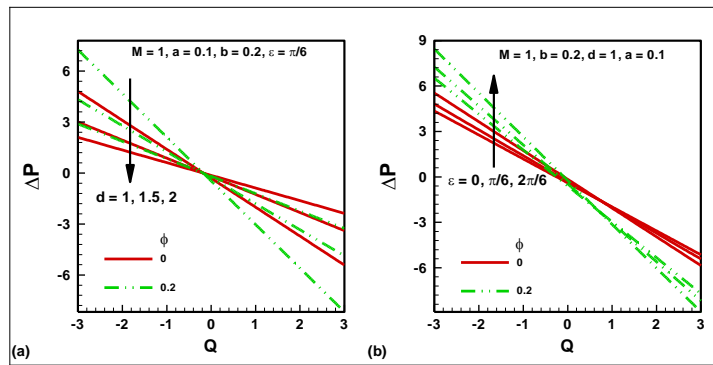 M = 1, a = 0.1, b = 0.2, ε = π/6
ΔP
6
3
0
-3
-6
d = 1, 1.5, 2
ϕ
0
0.2
-3 -2 -1 0 1 2 3
(a)
Q
M = 1, b = 0.2, d = 1, a = 0.1
ΔP
9
6
3
0
-3
-6
ε = 0, π/6, 2π/6
ϕ
0
0.2
-3 -2 -1 0 1 2 3
(b)
Q